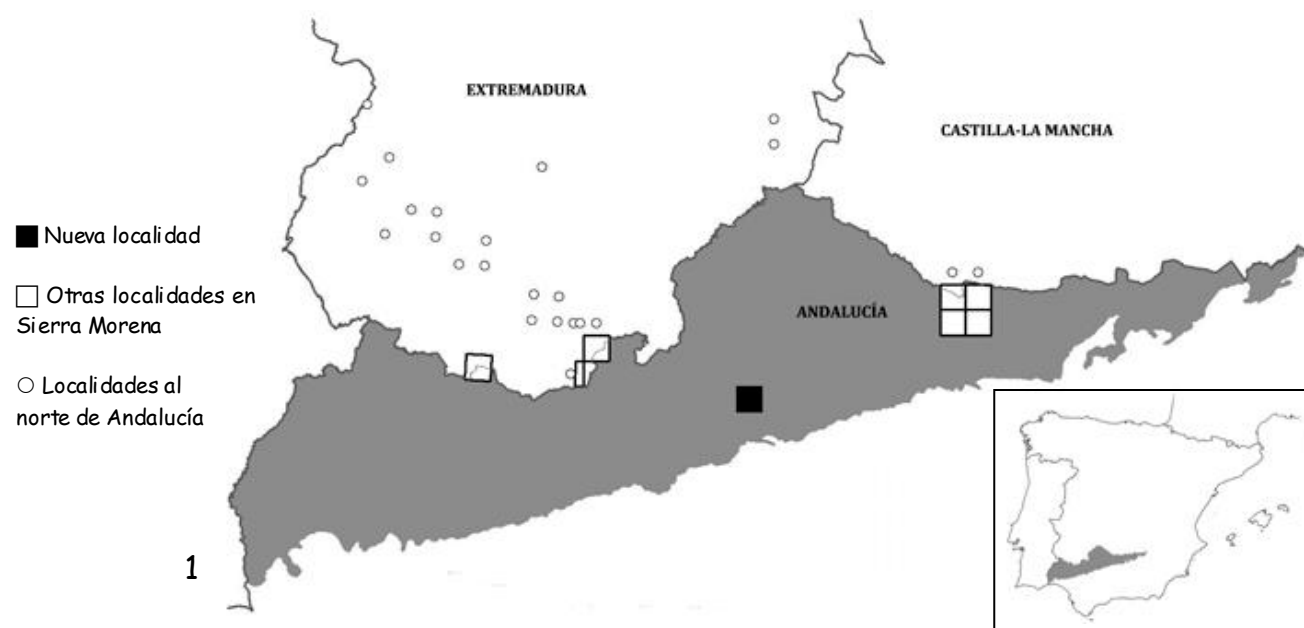 EXTREMADURA
CASTILLA-LA MANCHA
Nueva localidad
Otras localidades en
Sierra Morena
ANDALUCÍA
Localidades al
norte de Andalucía
1